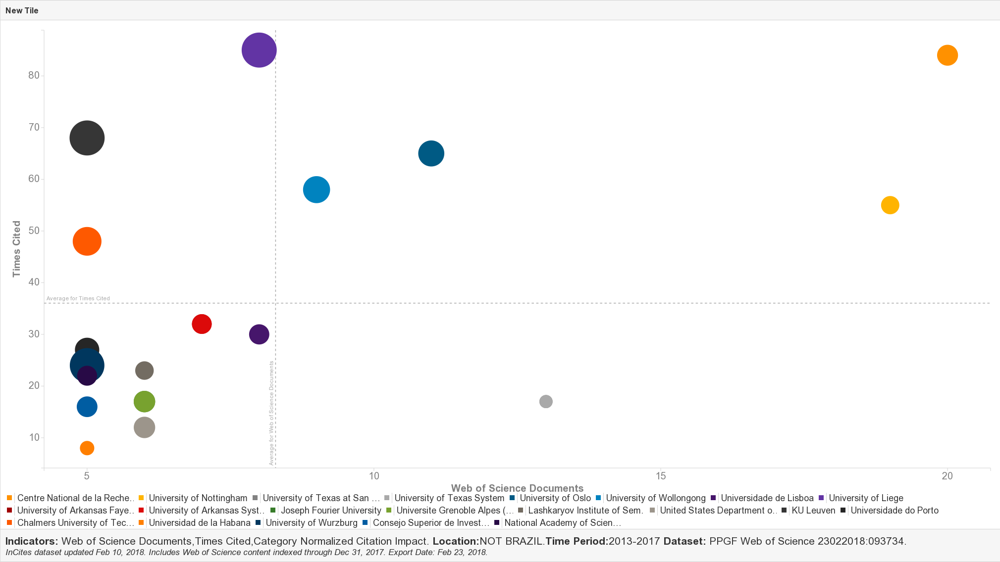 New Tile
80
70
60
50
40
30
20
10
Times Cited
Average for Times Cited
Average for Web of Science Documents
5 10 15 20
Web of Science Documents
Centre National de la Reche.. University of Nottingham University of Texas at San ... University of Texas System University of Oslo University of Wollongong Universidade de Lisboa University of Liege
University of Arkansas Faye.. University of Arkansas Syst.. Joseph Fourier University Universite Grenoble Alpes (... Lashkaryov Institute of Sem. United States Department o.. KU Leuven Universidade do Porto
Chalmers University of Tec... Universidad de la Habana University of Wurzburg Consejo Superior de Invest... National Academy of Scien...
Indicators: Web of Science Documents,Times Cited,Category Normalized Citation Impact. Location:NOT BRAZIL.Time Period:2013-2017 Dataset: PPGF Web of Science 23022018:093734.
InCites dataset updated Feb 10, 2018. Includes Web of Science content indexed through Dec 31, 2017. Export Date: Feb 23, 2018.